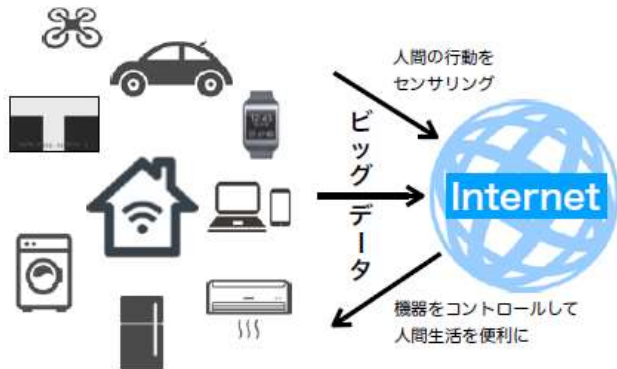 人間の行動を
センサリング
ビッグデータ
Internet
機器をコントロールして
人間生活を便利に